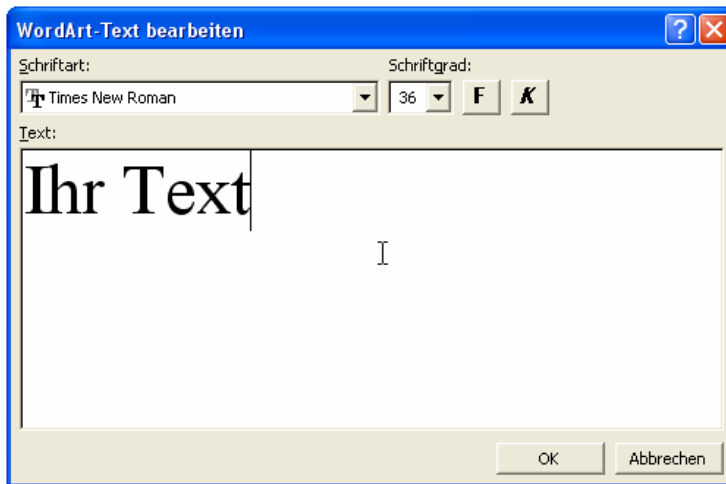 WordArt-Text bearbeiten
Schriftart: Schriftgrad:
Times New Roman 36 F K
Text:
Ihr Text
OK Abbrechen